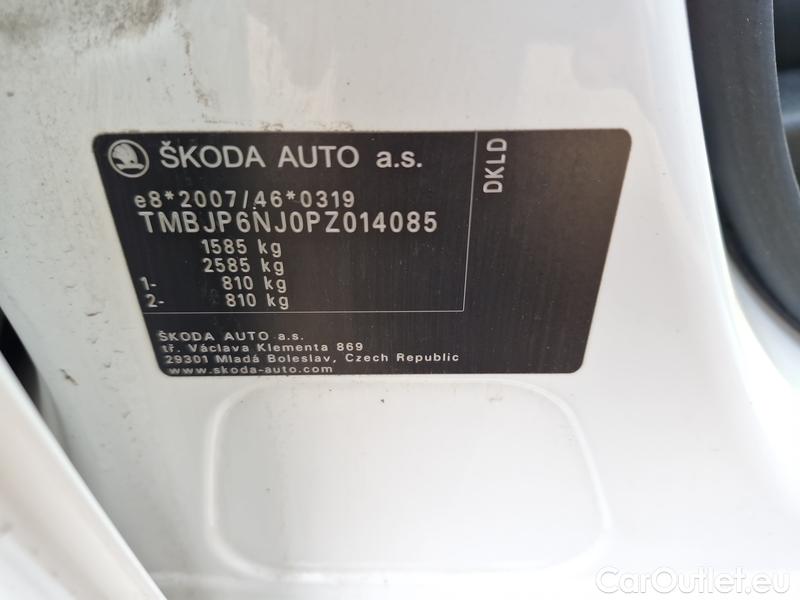 ŠKODA AUTO a.s.
DKLD
e8*2007/46*0319
TMBJP6NJ0PZ014085
1585 kg
2585 kg
1- 810 kg
2- 810 kg
ŠKODA AUTO a.s.
tř. Václava Klementa 869
29301 Mladá Boleslav, Czech Republic
www.skoda-auto.com
CarOutlet.eu